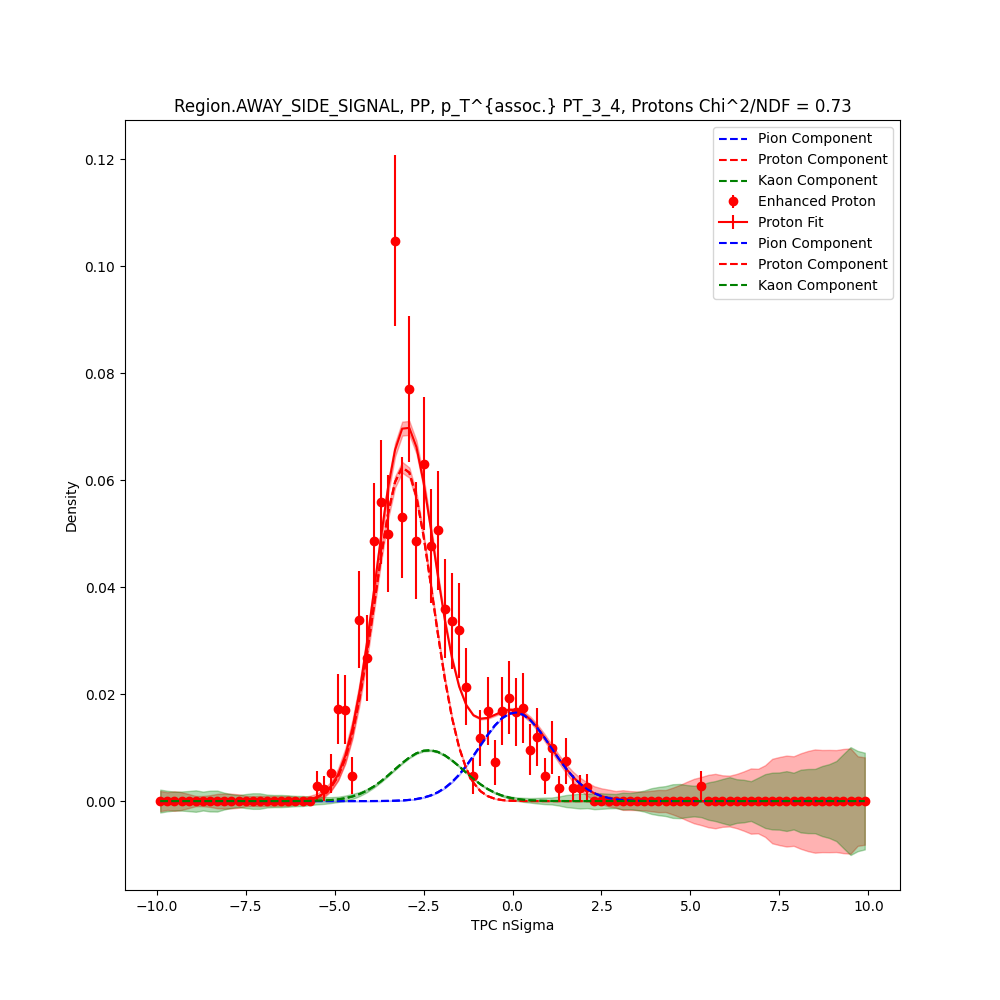 Region.AWAY_SIDE_SIGNAL, PP, p_T^{assoc.} PT_3_4, Protons Chi^2/NDF = 0.73
Pion Component
Proton Component
Kaon Component
Enhanced Proton
Proton Fit
Pion Component
Proton Component
Kaon Component
0.12
0.10
0.08
0.06
0.04
0.02
0.00
Density
−10.0 −7.5 −5.0 −2.5 0.0 2.5 5.0 7.5 10.0
TPC nSigma